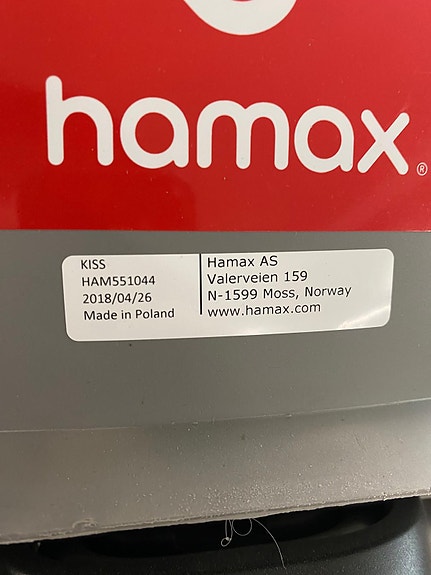 hamax®
KISS
HAM551044
2018/04/26
Made in Poland
Hamax AS
Valerveien 159
N-1599 Moss, Norway
www.hamax.com